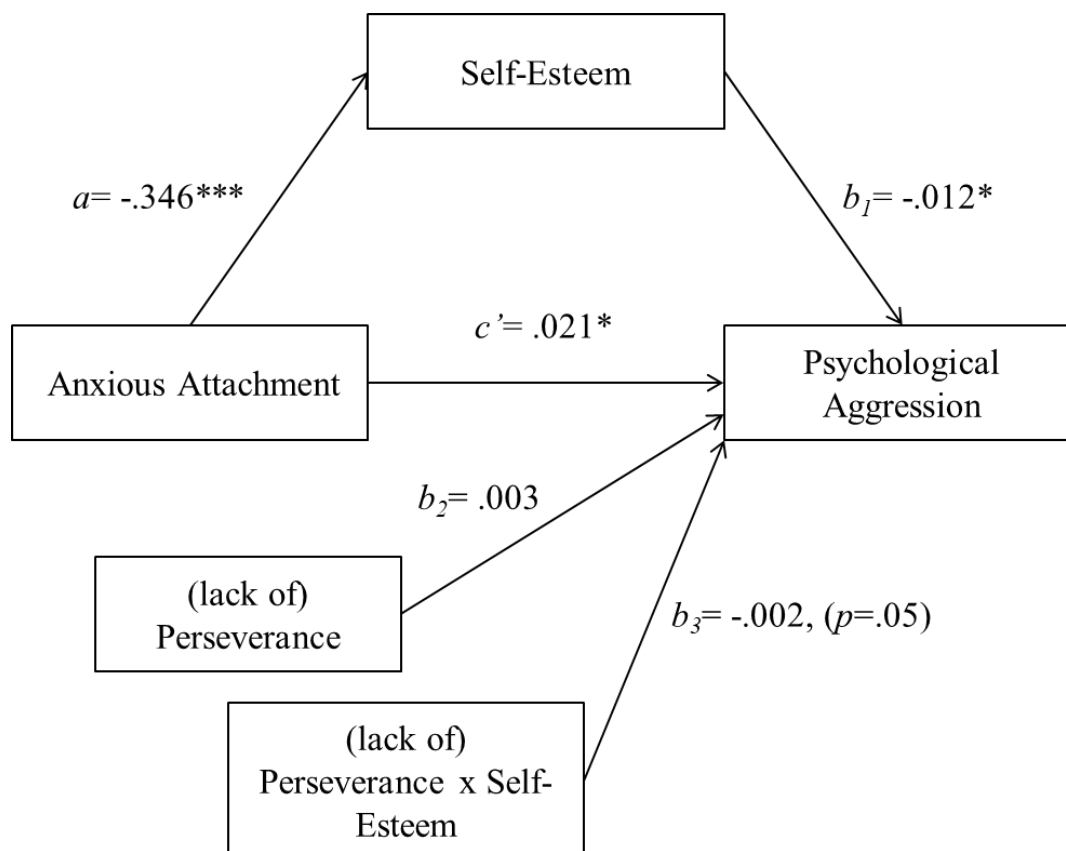 Self-Esteem
a= -.346***
b1= -.012*
c’= .021*
Anxious Attachment
Psychological
Aggression
b2= .003
(lack of)
Perseverance
b3= -.002, (p=.05)
(lack of)
Perseverance x Self-
Esteem